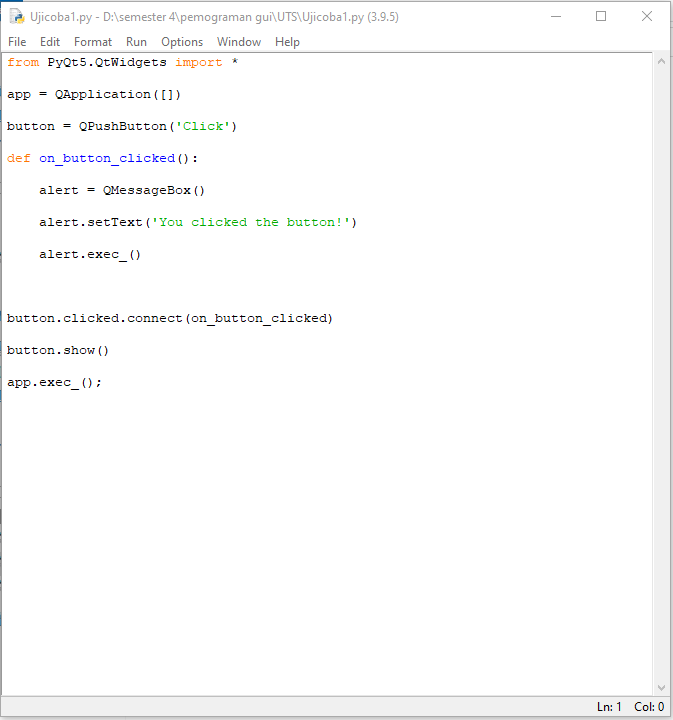 Ujicoba1.py - D:\semester 4\pemograman gui\UTS\Ujicoba1.py (3.9.5)
File Edit Format Run Options Window Help
from PyQt5.QtWidgets import *
app = QApplication([])
button = QPushButton('Click')
def on_button_clicked():
    alert = QMessageBox()
    alert.setText('You clicked the button!')
    alert.exec_()
button.clicked.connect(on_button_clicked)
button.show()
app.exec_();
Ln: 1 Col: 0